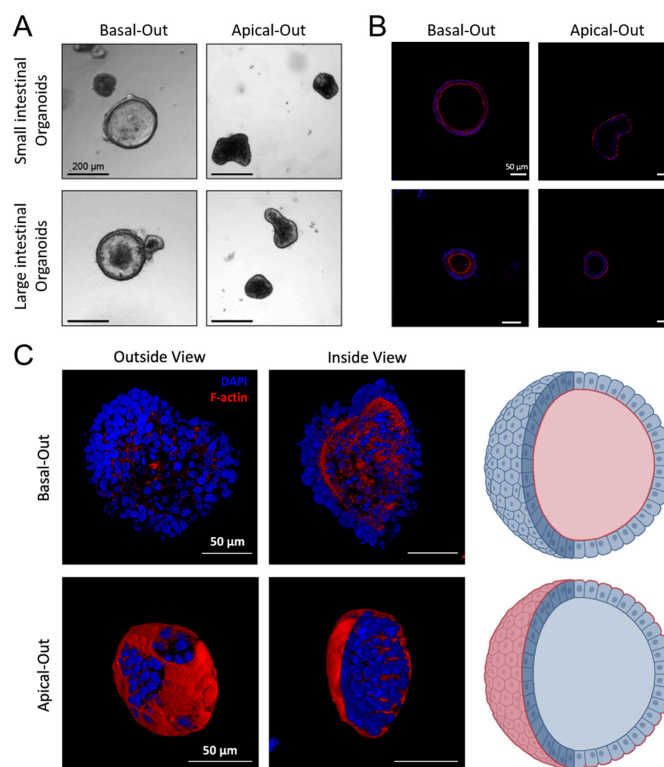 A
Basal-Out
Apical-Out
Small intestinal
Organoids
200 μm
Large intestinal
Organoids
B
Basal-Out
Apical-Out
50 μm
C
Outside View
Inside View
DAPI
F-actin
Basal-Out
50 μm
Apical-Out
50 μm